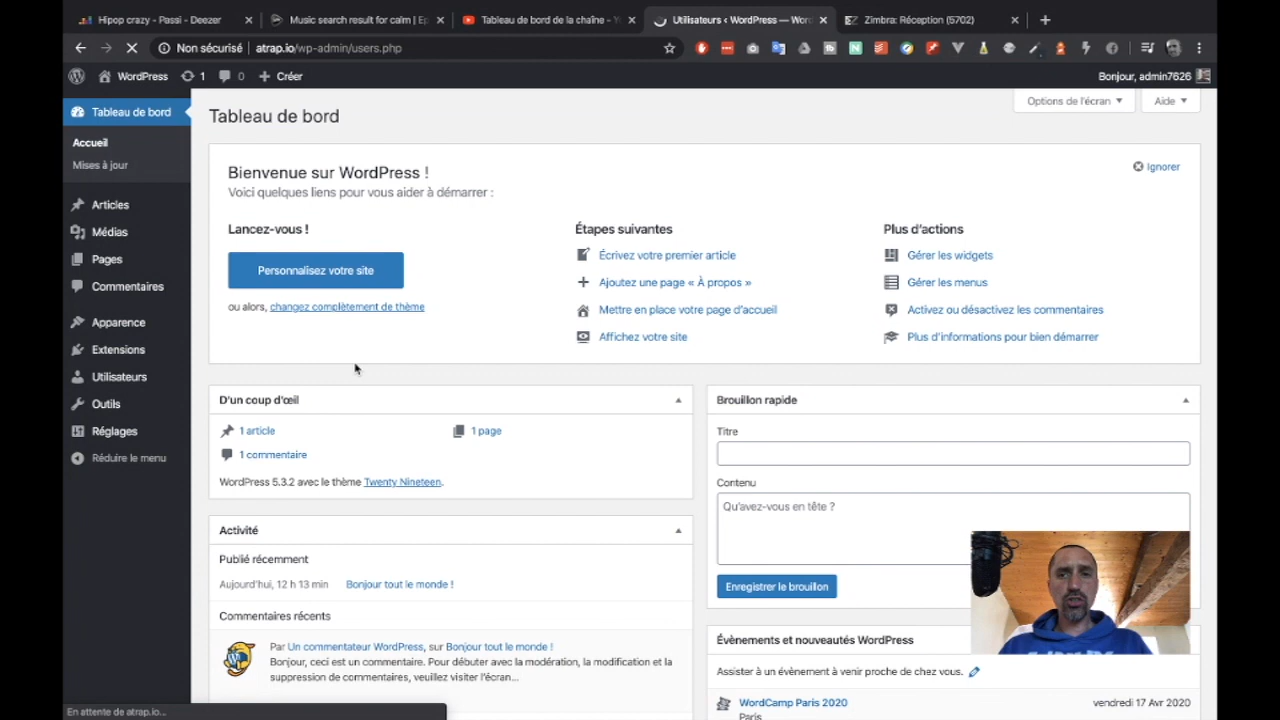 Hipop crazy - Passi - Deezer
Music search result for calm | Ep
Tableau de bord de la chaîne - Y
Utilisateurs ‹ WordPress — Wor
Zimbra: Réception (5702)
Non sécurisé atrap.io/wp-admin/users.php
WordPress 1 0 Créer
Bonjour, admin7626
Tableau de bord
Accueil
Mises à jour
Articles
Médias
Pages
Commentaires
Apparence
Extensions
Utilisateurs
Outils
Réglages
Réduire le menu
Tableau de bord
Options de l'écran
Aide
Bienvenue sur WordPress !
Ignorer
Voici quelques liens pour vous aider à démarrer :
Lancez-vous !
Personnalisez votre site
ou alors, changez complètement de thème
Étapes suivantes
Écrivez votre premier article
Ajoutez une page « À propos »
Mettre en place votre page d'accueil
Affichez votre site
Plus d'actions
Gérer les widgets
Gérer les menus
Activez ou désactivez les commentaires
Plus d'informations pour bien démarrer
D'un coup d'œil
1 article
1 page
1 commentaire
WordPress 5.3.2 avec le thème Twenty Nineteen.
Activité
Publié récemment
Aujourd'hui, 12 h 13 min Bonjour tout le monde !
Commentaires récents
Par Un commentateur WordPress, sur Bonjour tout le monde !
Bonjour, ceci est un commentaire. Pour débuter avec la modération, la modification et la
suppression de commentaires, veuillez visiter l'écran…
Brouillon rapide
Titre
Contenu
Qu'avez-vous en tête ?
Enregistrer le brouillon
Évènements et nouveautés WordPress
Assister à un évènement à venir proche de chez vous.
WordCamp Paris 2020
vendredi 17 Avr 2020
Paris
En attente de atrap.io...